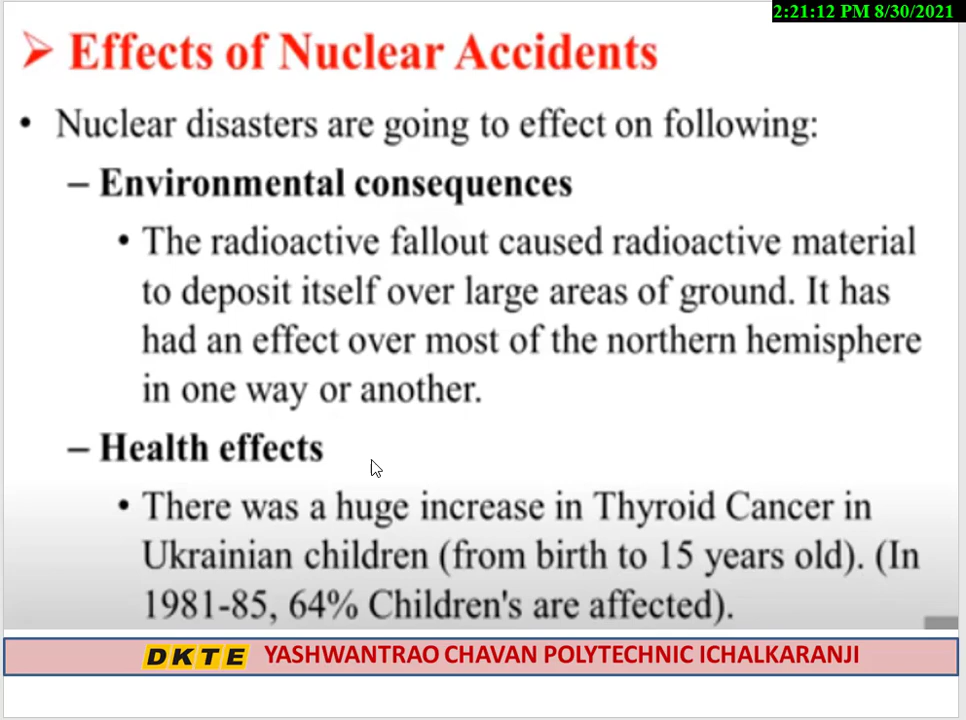 2:21:12 PM 8/30/2021
➤ Effects of Nuclear Accidents
• Nuclear disasters are going to effect on following:
– Environmental consequences
• The radioactive fallout caused radioactive material
to deposit itself over large areas of ground. It has
had an effect over most of the northern hemisphere
in one way or another.
– Health effects
• There was a huge increase in Thyroid Cancer in
Ukrainian children (from birth to 15 years old). (In
1981-85, 64% Children's are affected).
DKTE YASHWANTRAO CHAVAN POLYTECHNIC ICHALKARANJI